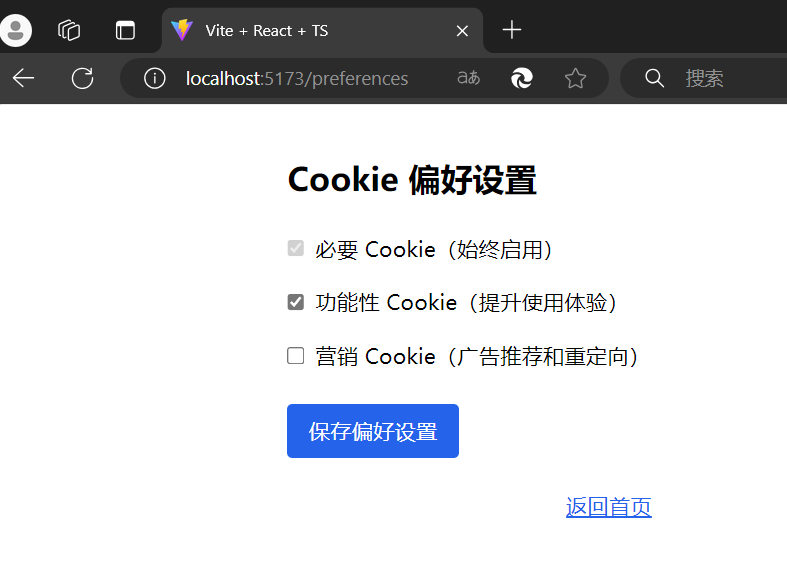 Vite + React + TS
localhost:5173/preferences
aあ
搜索
Cookie 偏好设置
必要 Cookie（始终启用）
功能性 Cookie（提升使用体验）
营销 Cookie（广告推荐和重定向）
保存偏好设置
返回首页